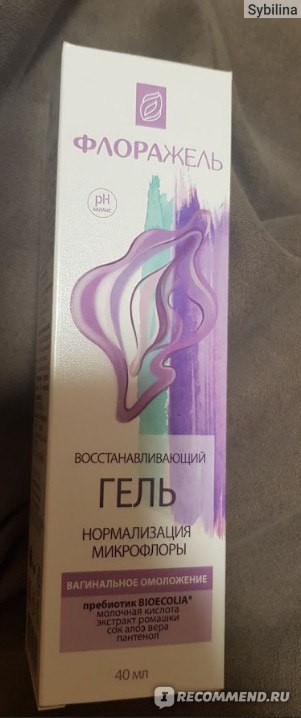 Sybilina
ФЛОРАЖЕЛЬ
pH
баланс
ВОССТАНАВЛИВАЮЩИЙ
ГЕЛЬ
НОРМАЛИЗАЦИЯ
МИКРОФЛОРЫ
ВАГИНАЛЬНОЕ ОМОЛОЖЕНИЕ
пребиотик BIOECOLIA*
молочная кислота
экстракт ромашки
сок алоэ вера
пантенол
40 мл
IRECOMMEND.RU